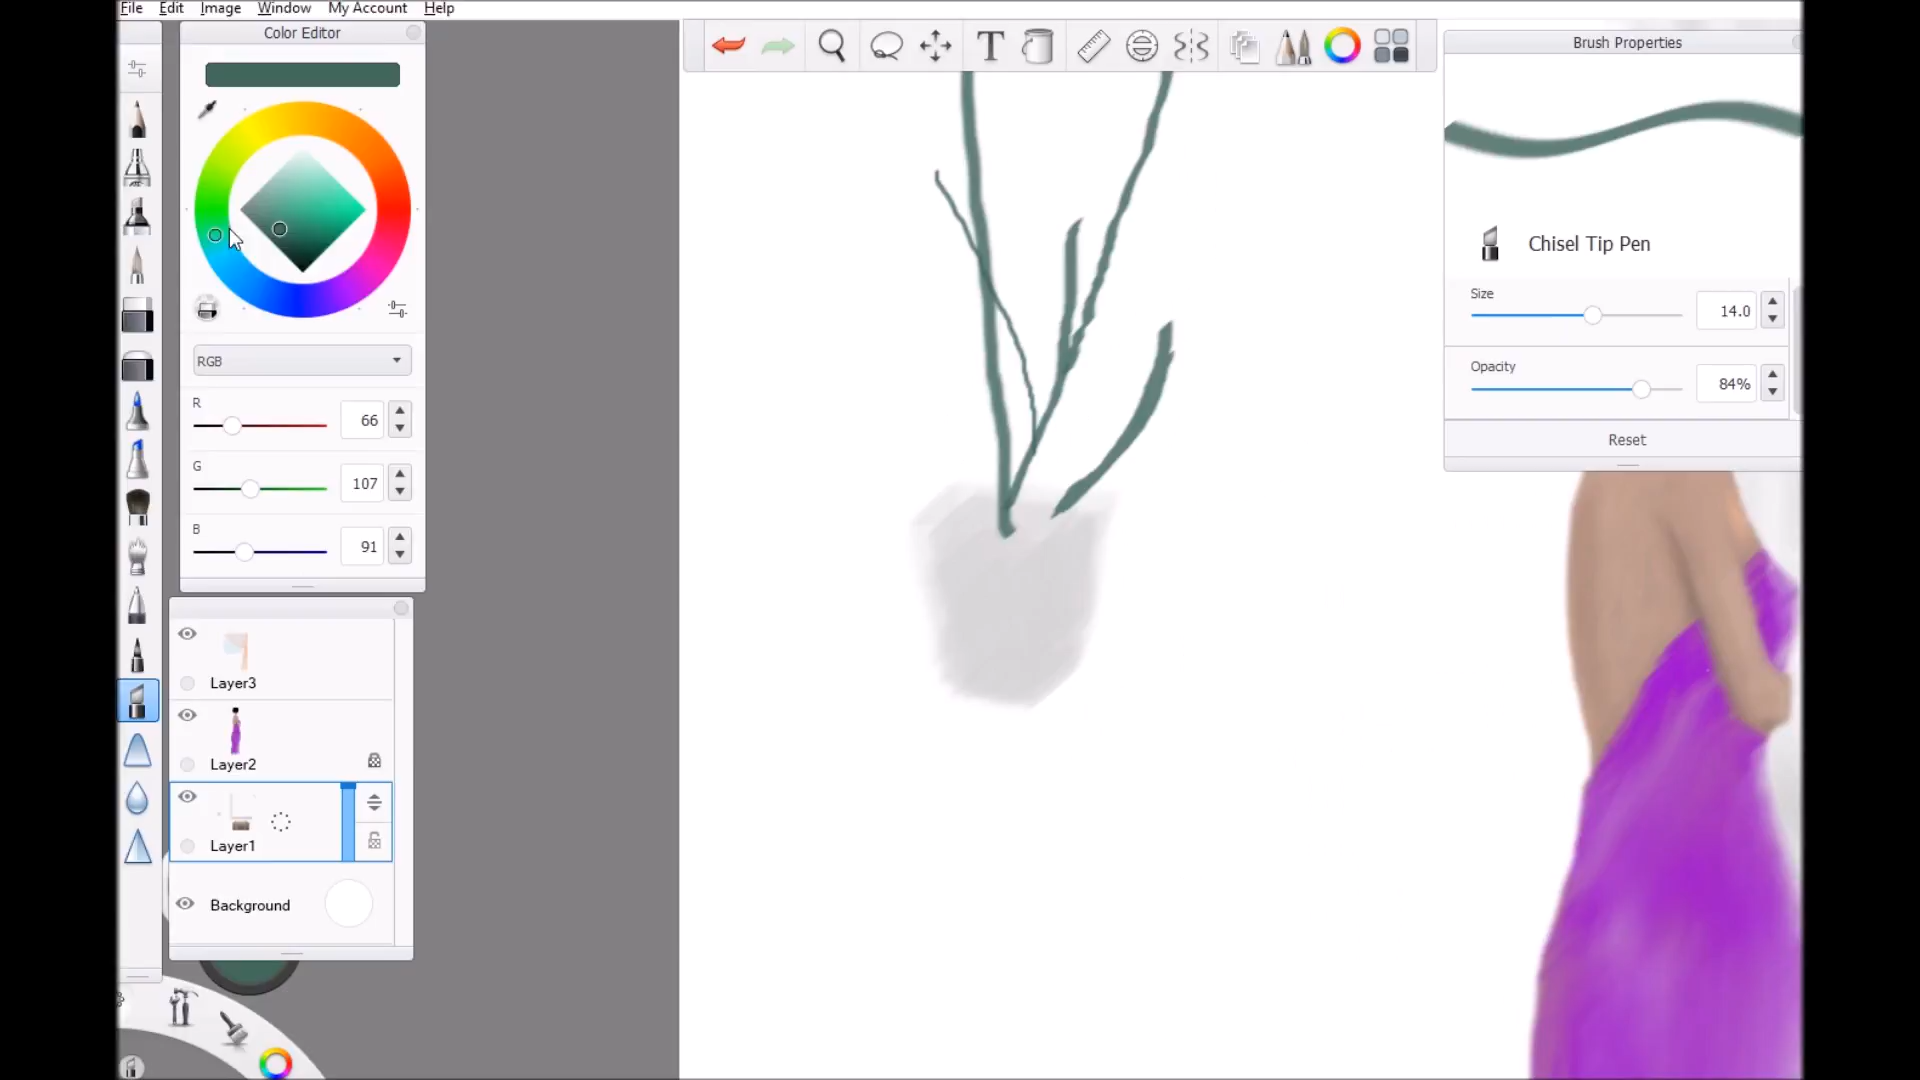 File Edit Image Window My Account Help
Color Editor
Brush Properties
T
Chisel Tip Pen
Size
14.0
Opacity
84%
Reset
RGB
R
66
G
107
B
91
Layer3
Layer2
Layer1
Background